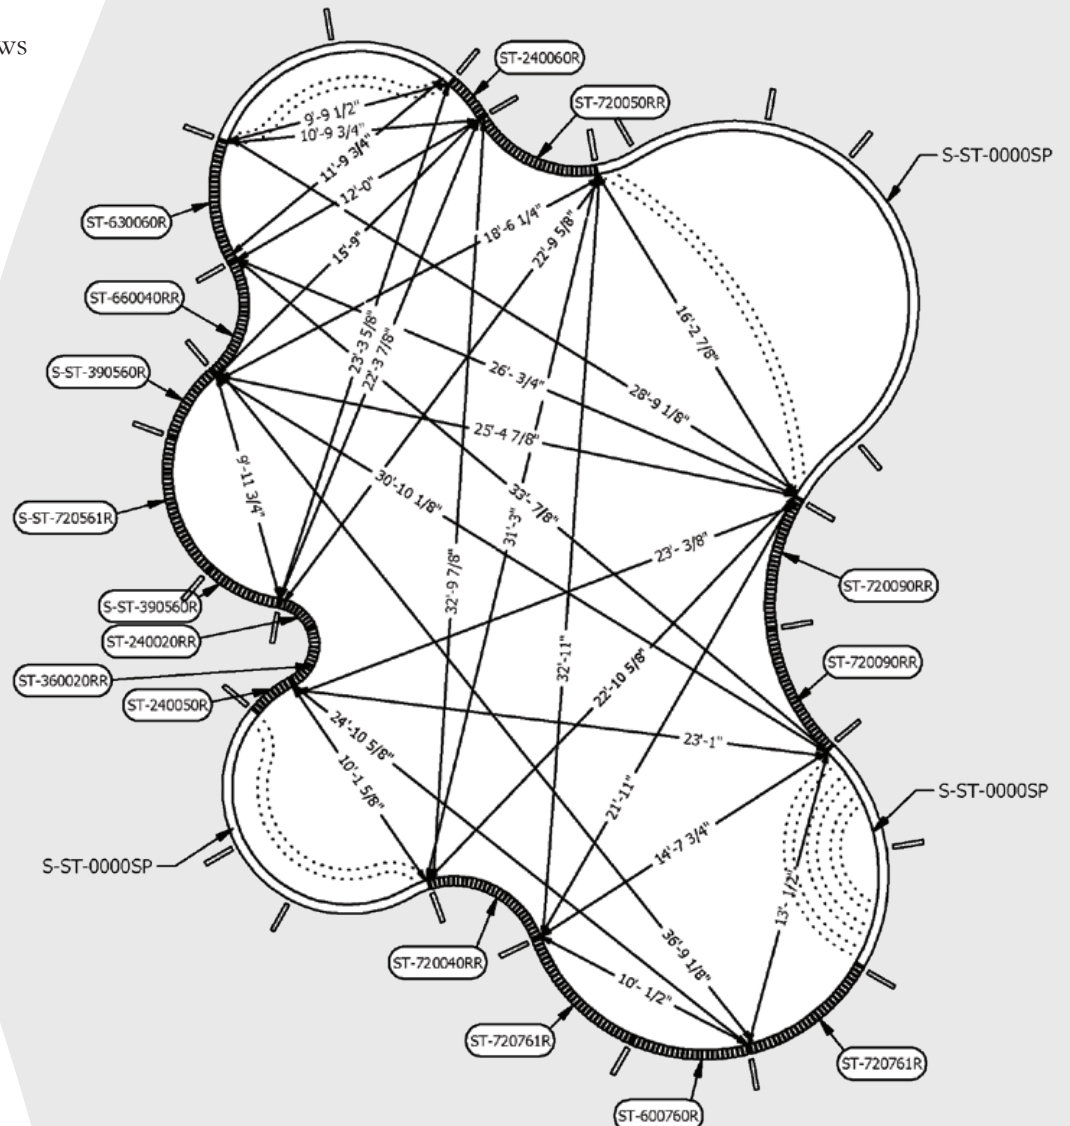 ws
ST-240060R
ST-720050RR
S-ST-0000SP
9'-9 1/2"
10'-9 3/4"
11'-9 3/4"
12'-0"
15'-9"
18'-6 1/4"
22'-9 5/8"
ST-630060R
ST-660040RR
S-ST-390560R
23'-3 5/8"
22'-3 7/8"
16'-2 7/8"
26'- 3/4"
28'-9 1/8"
25'-4 7/8"
9'-11 3/4"
30'-10 1/8"
33'- 7/8"
31'-3"
S-ST-720561R
23'- 3/8"
32'-9 7/8"
ST-720090RR
S-ST-390560R
ST-240020RR
32'-11"
22'-10 5/8"
ST-720090RR
ST-360020RR
ST-240050R
24'-10 5/8"
23'-1"
10'-1 5/8"
21'-11"
S-ST-0000SP
14'-7 3/4"
S-ST-0000SP
13'- 1/2"
ST-720040RR
36'-9 1/8"
10'- 1/2"
ST-720761R
ST-720761R
ST-600760R